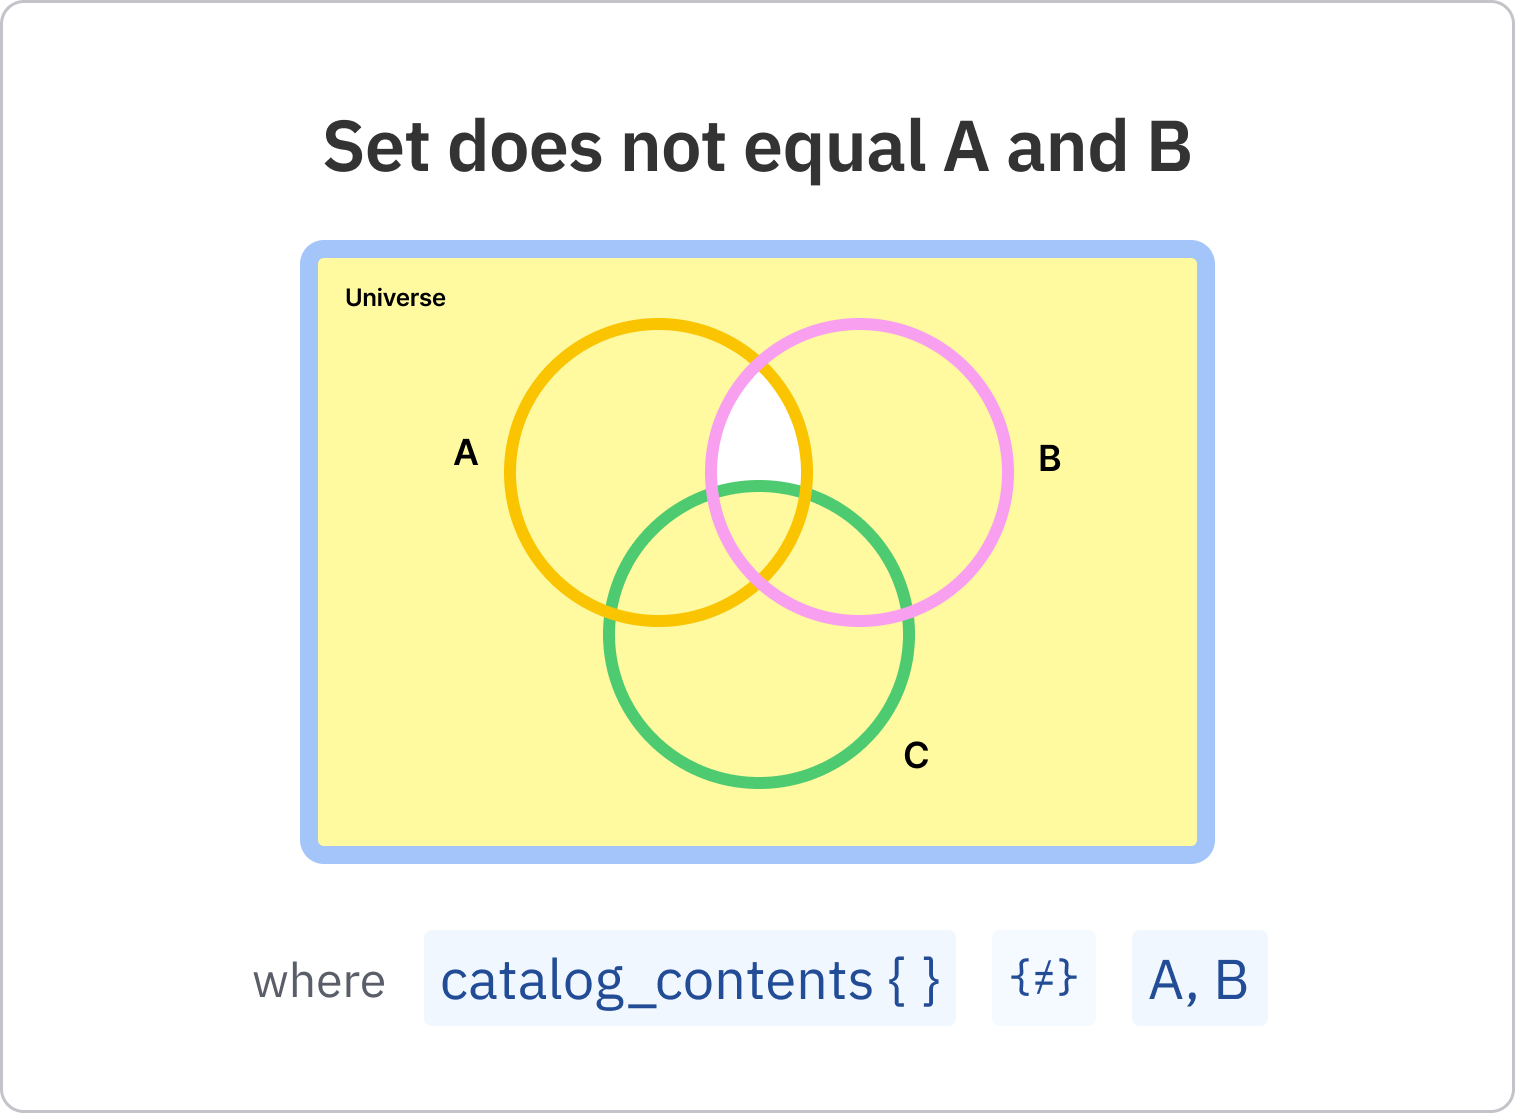 Set does not equal A and B
Universe
A
B
C
where catalog_contents { } {≠} A, B